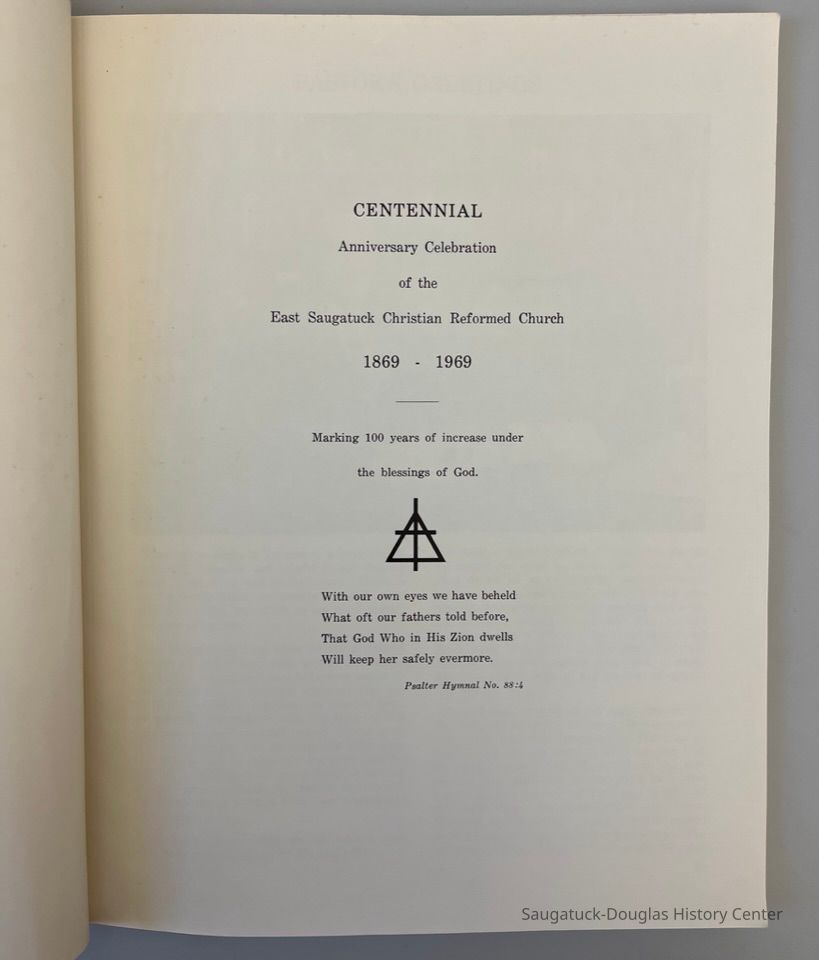 CENTENNIAL
Anniversary Celebration
of the
East Saugatuck Christian Reformed Church
1869 - 1969
Marking 100 years of increase under
the blessings of God.
With our own eyes we have beheld
What oft our fathers told before,
That God Who in His Zion dwells
Will keep her safely evermore.
Psalter Hymnal No. 88:4
Saugatuck-Douglas History Center